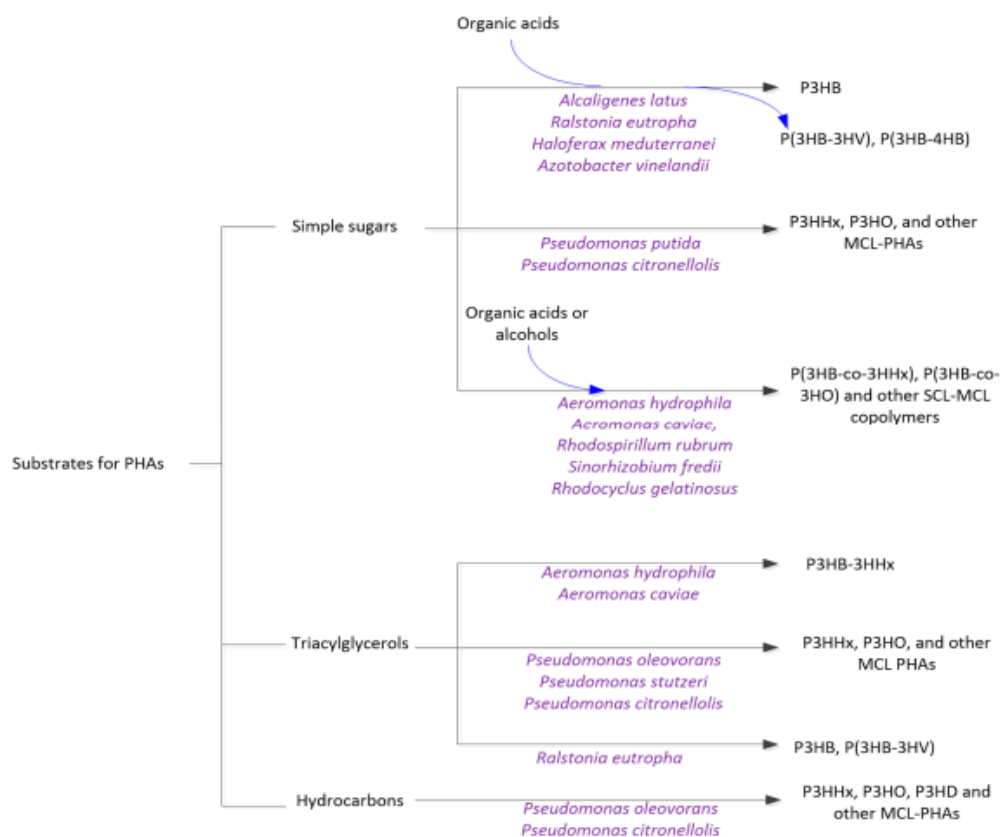 Organic acids
P3HB
Alcaligenes latus
Ralstonia eutropha
Haloferax meduterranei
Azotobacter vinelandii
P(3HB-3HV), P(3HB-4HB)
Simple sugars
P3HHx, P3HO, and other
MCL-PHAs
Pseudomonas putida
Pseudomonas citronellolis
Organic acids or
alcohols
P(3HB-co-3HHx), P(3HB-co-
3HO) and other SCL-MCL
copolymers
Aeromonas hydrophila
Acromonas caviae,
Rhodospirillum rubrum
Sinorhizobium fredii
Rhodocyclus gelatinosus
Substrates for PHAs
P3HB-3HHx
Aeromonas hydrophila
Aeromonas caviae
Triacylglycerols
P3HHx, P3HO, and other
MCL PHAs
Pseudomonas oleovorans
Pseudomonas stutzeri
Pseudomonas citronellolis
P3HB, P(3HB-3HV)
Ralstonia eutropha
Hydrocarbons
P3HHx, P3HO, P3HD and
other MCL-PHAs
Pseudomonas oleovorans
Pseudomonas citronellolis